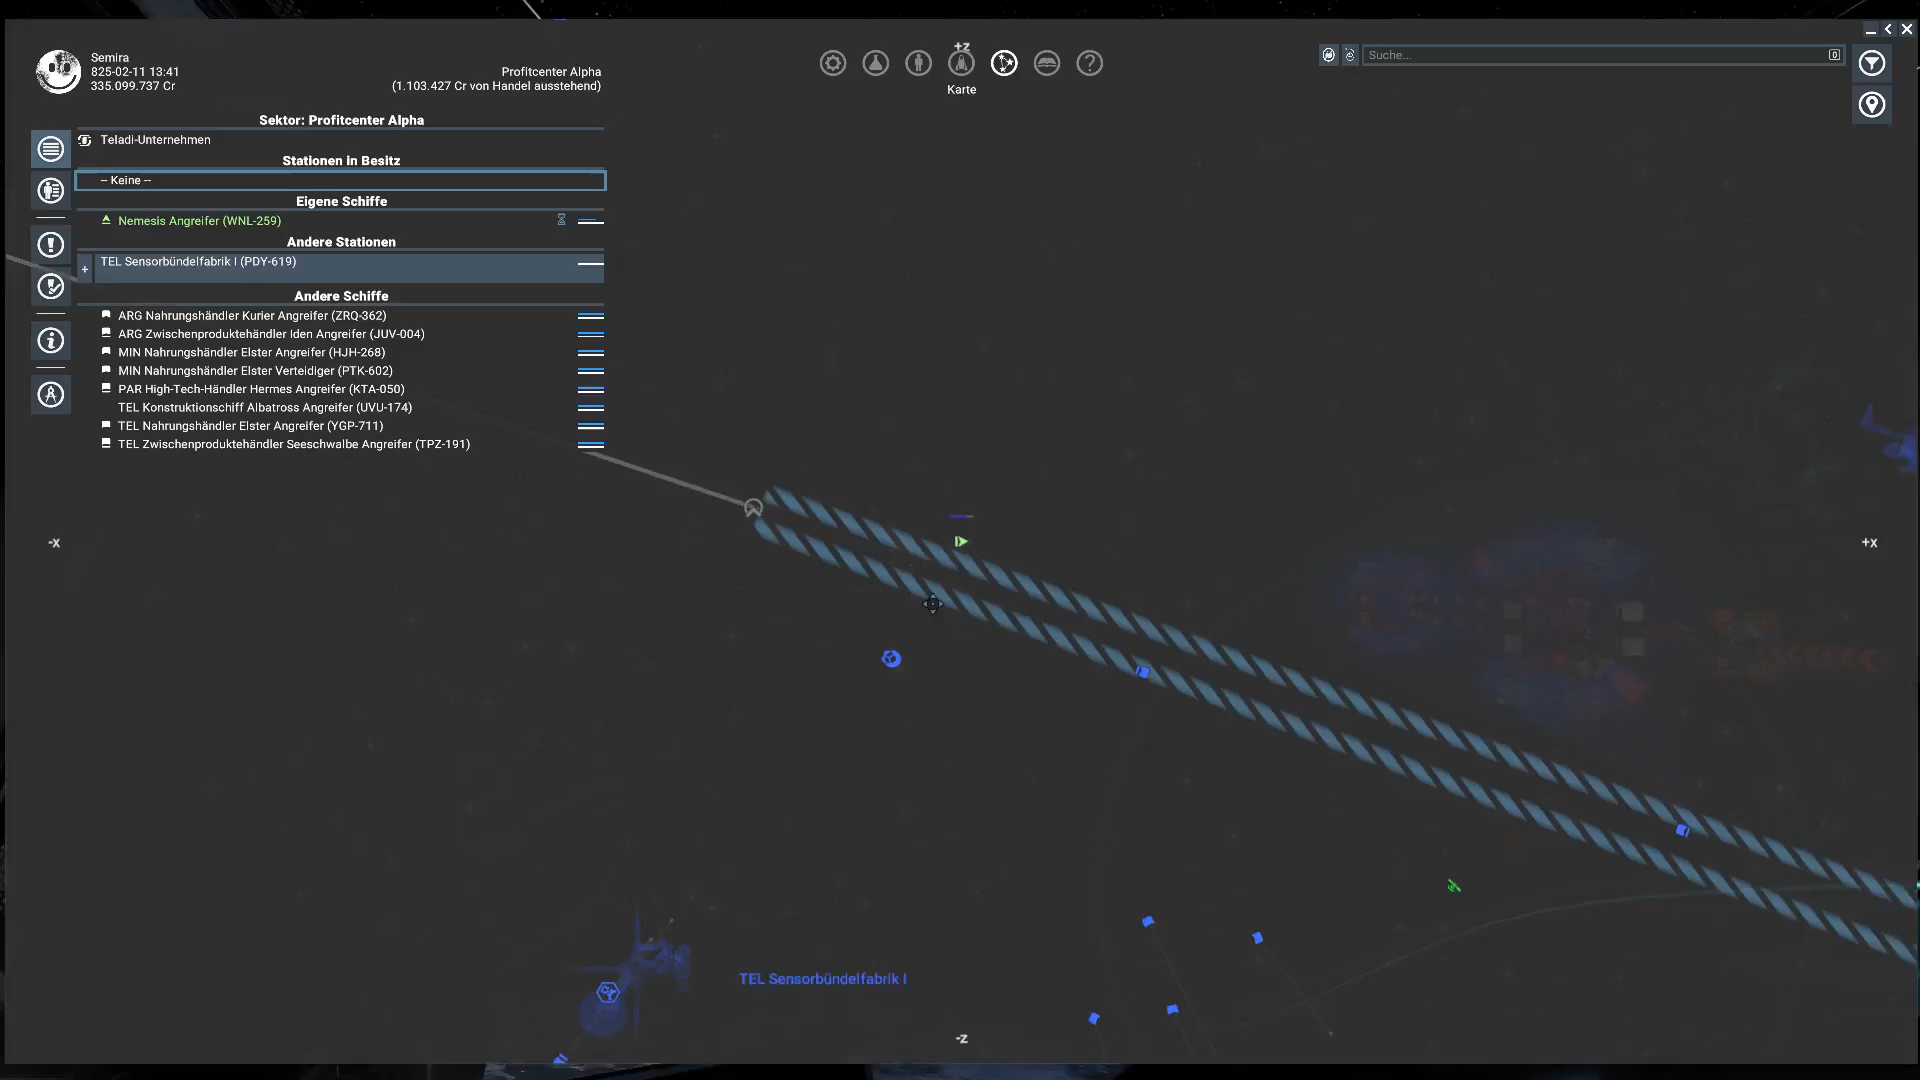 Semira
825-02-11 13:41
335.099.737 Cr
Profitcenter Alpha
(1.103.427 Cr von Handel ausstehend)
+Z
Karte
Suche...
0
Sektor: Profitcenter Alpha
Teladi-Unternehmen
Stationen in Besitz
-- Keine --
Eigene Schiffe
Nemesis Angreifer (WNL-259)
Andere Stationen
+ TEL Sensorbündelfabrik I (PDY-619)
Andere Schiffe
ARG Nahrungshändler Kurier Angreifer (ZRQ-362)
ARG Zwischenproduktehändler Iden Angreifer (JUV-004)
MIN Nahrungshändler Elster Angreifer (HJH-268)
MIN Nahrungshändler Elster Verteidiger (PTK-602)
PAR High-Tech-Händler Hermes Angreifer (KTA-050)
TEL Konstruktionschiff Albatross Angreifer (UVU-174)
TEL Nahrungshändler Elster Angreifer (YGP-711)
TEL Zwischenproduktehändler Seeschwalbe Angreifer (TPZ-191)
-X
+X
TEL Sensorbündelfabrik I
-Z